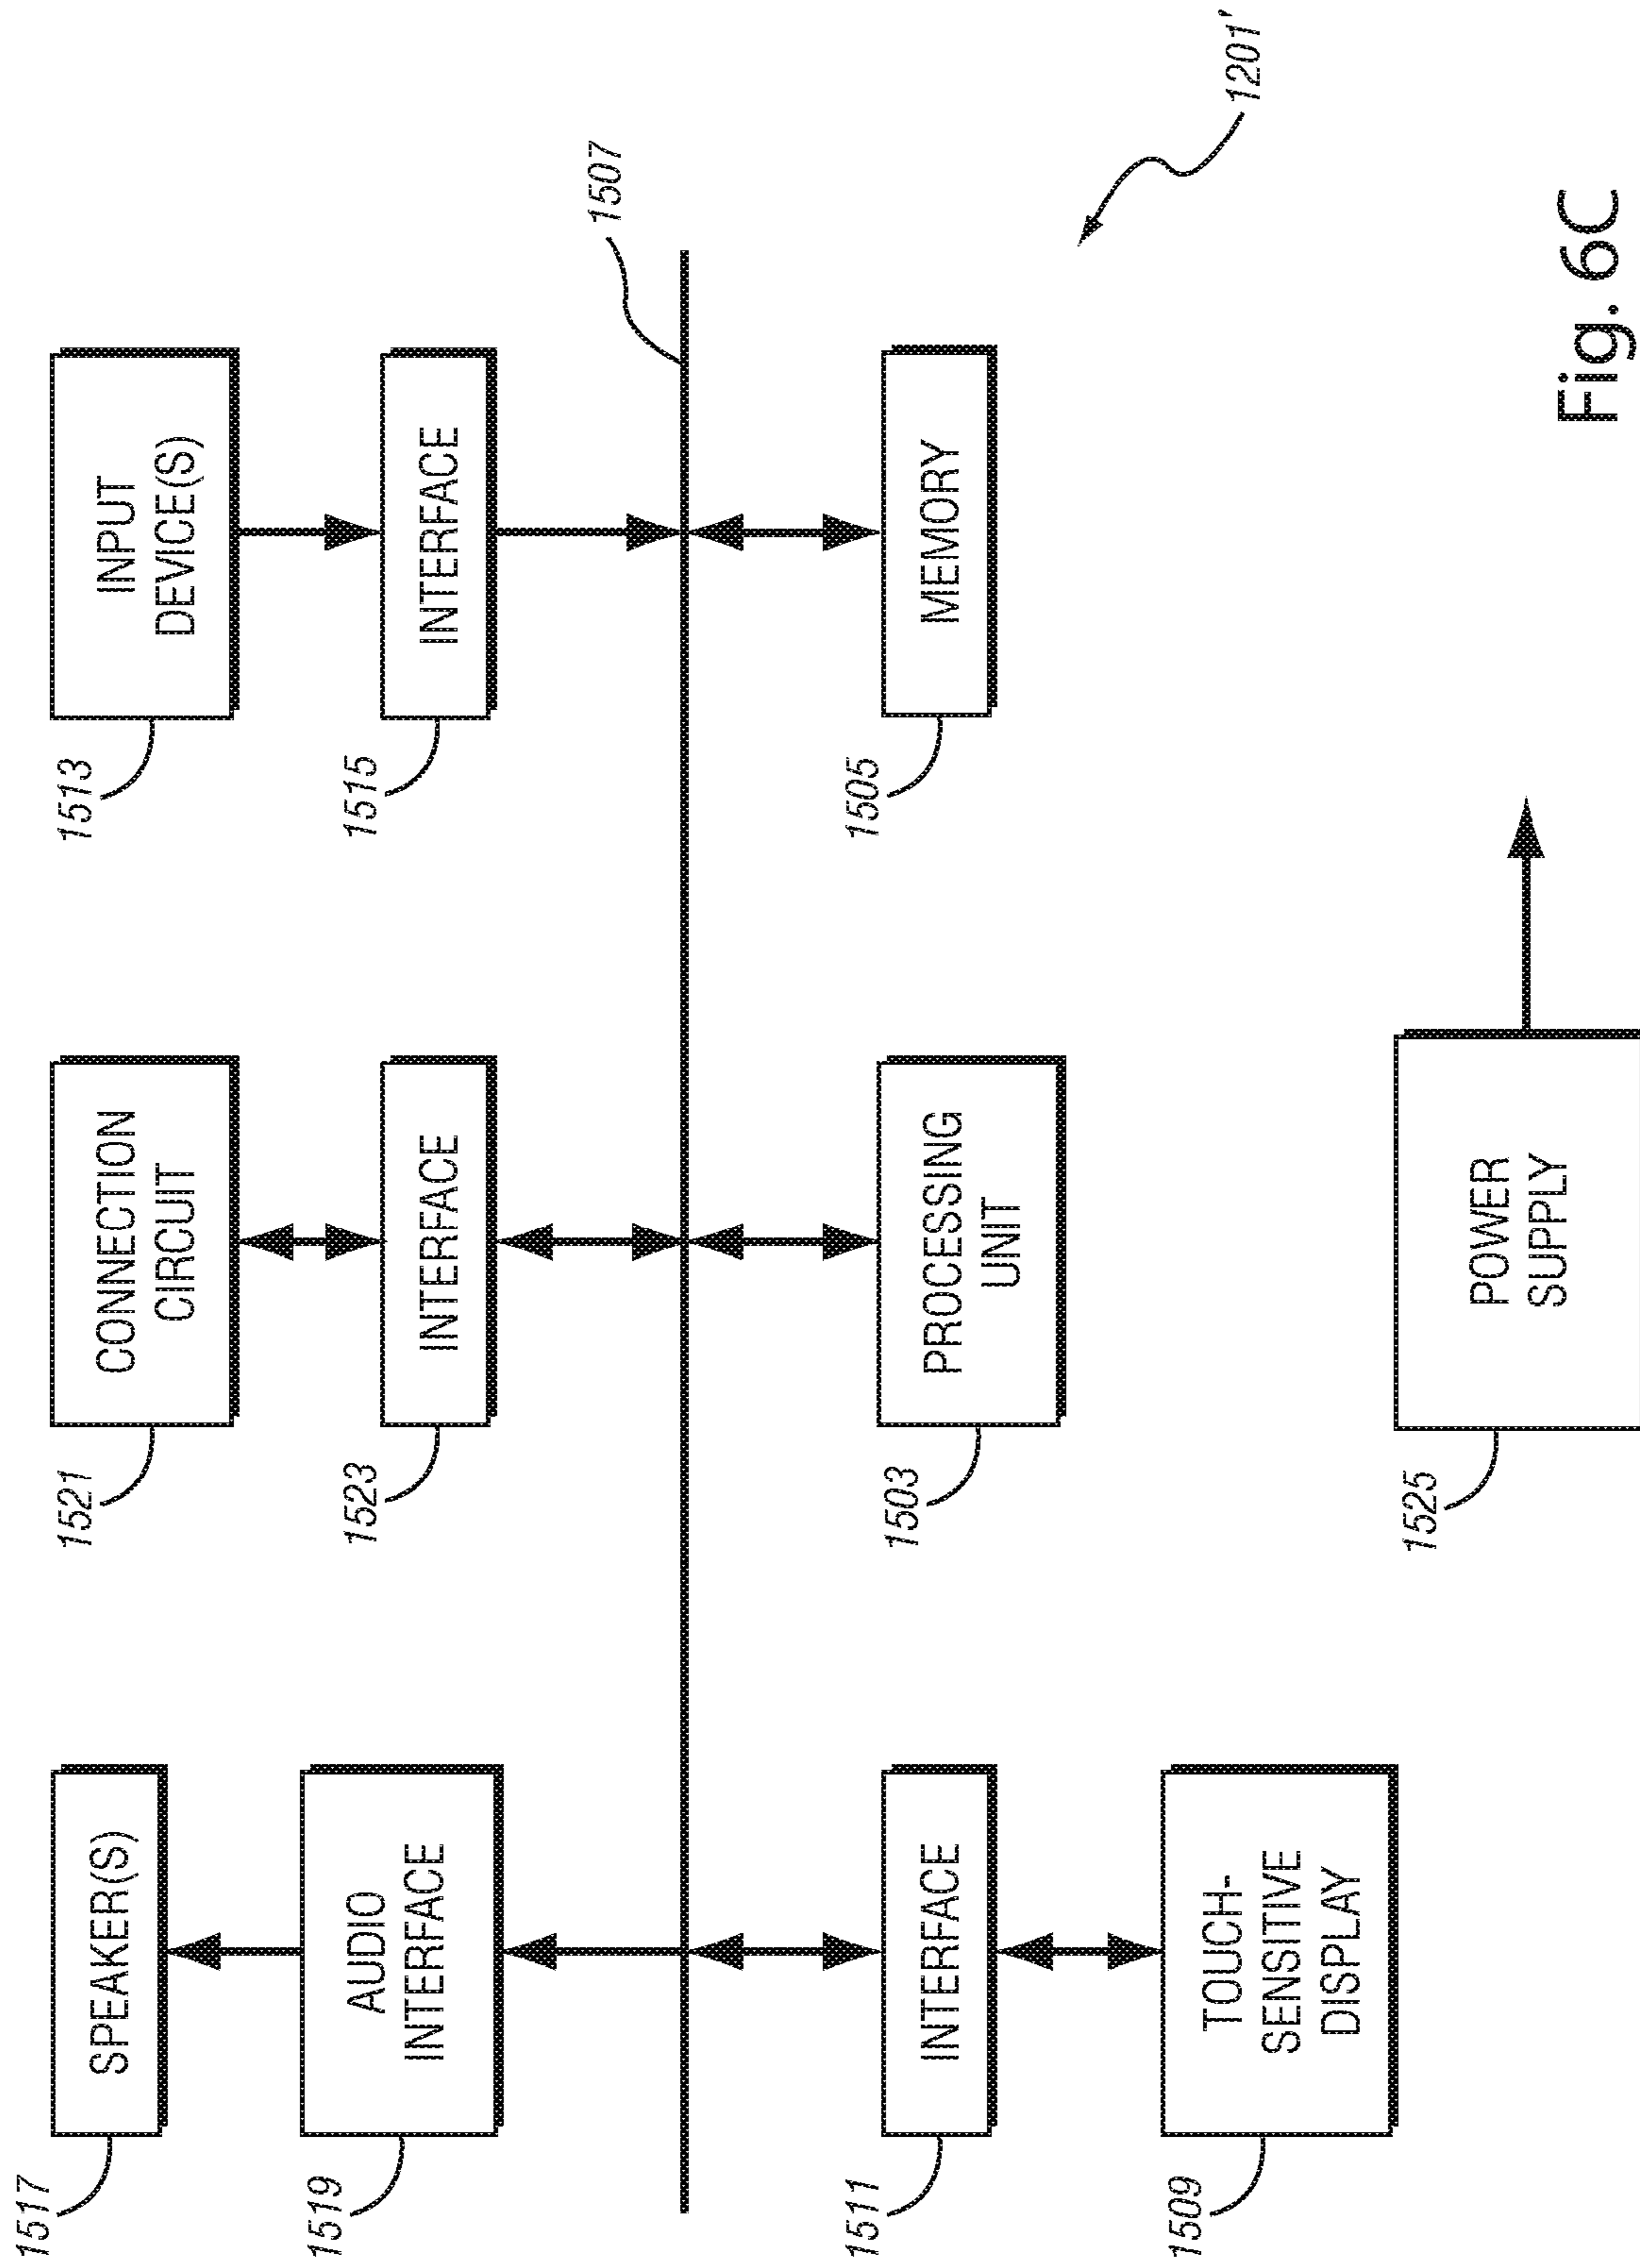 1517
SPEAKER(S)
1519
AUDIO
INTERFACE
1521
CONNECTION
CIRCUIT
1523
INTERFACE
1513
INPUT
DEVICE(S)
1515
INTERFACE
1507
1511
INTERFACE
1509
TOUCH-
SENSITIVE
DISPLAY
1503
PROCESSING
UNIT
1505
MEMORY
1201'
1525
POWER
SUPPLY
Fig. 6C